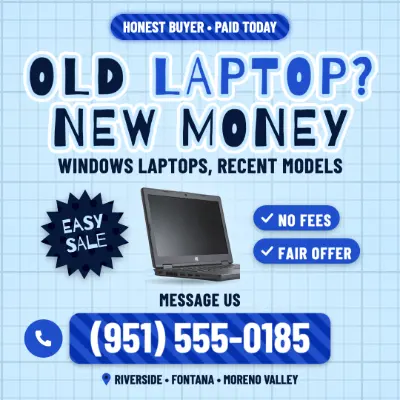 HONEST BUYER • PAID TODAY
OLD LAPTOP?
NEW MONEY
WINDOWS LAPTOPS, RECENT MODELS
EASY
SALE
NO FEES
FAIR OFFER
MESSAGE US
(951) 555-0185
RIVERSIDE • FONTANA • MORENO VALLEY